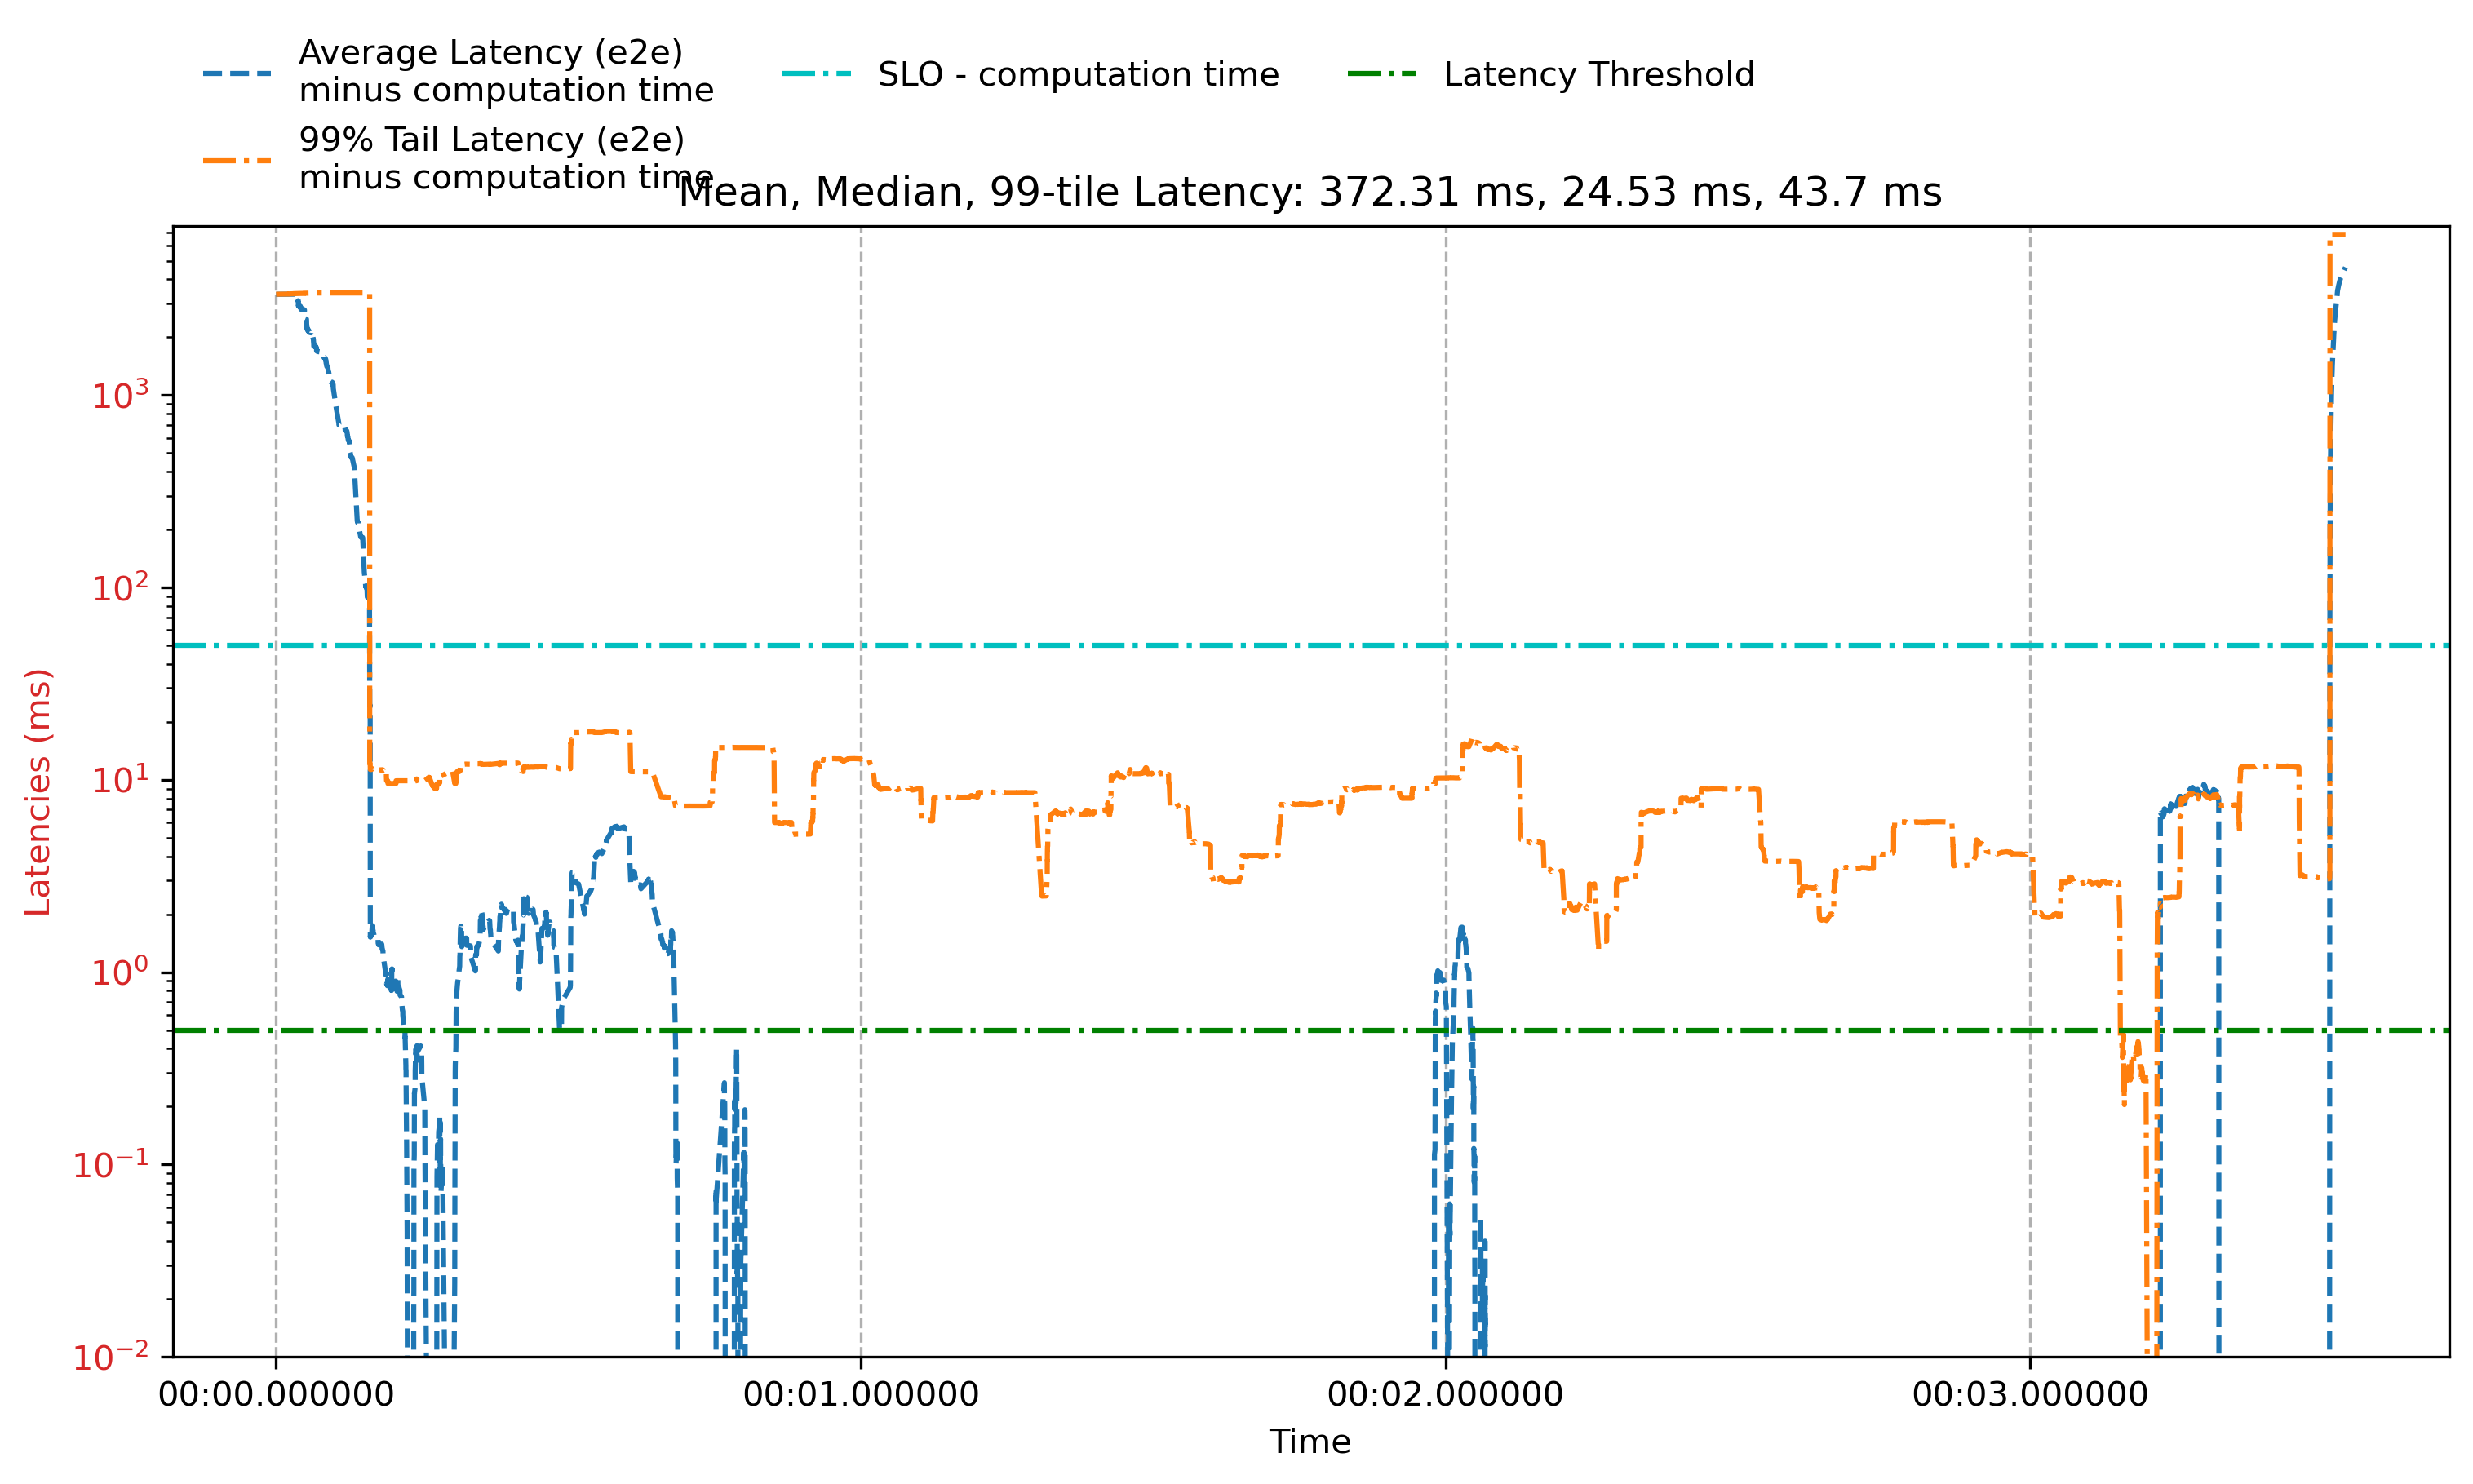 Average Latency (e2e)
minus computation time
99% Tail Latency (e2e)
minus computation time
SLO - computation time
Latency Threshold
Mean, Median, 99-tile Latency: 372.31 ms, 24.53 ms, 43.7 ms
Latencies (ms)
10³
10²
10¹
10⁰
10⁻¹
10⁻²
00:00.000000
00:01.000000
00:02.000000
00:03.000000
Time